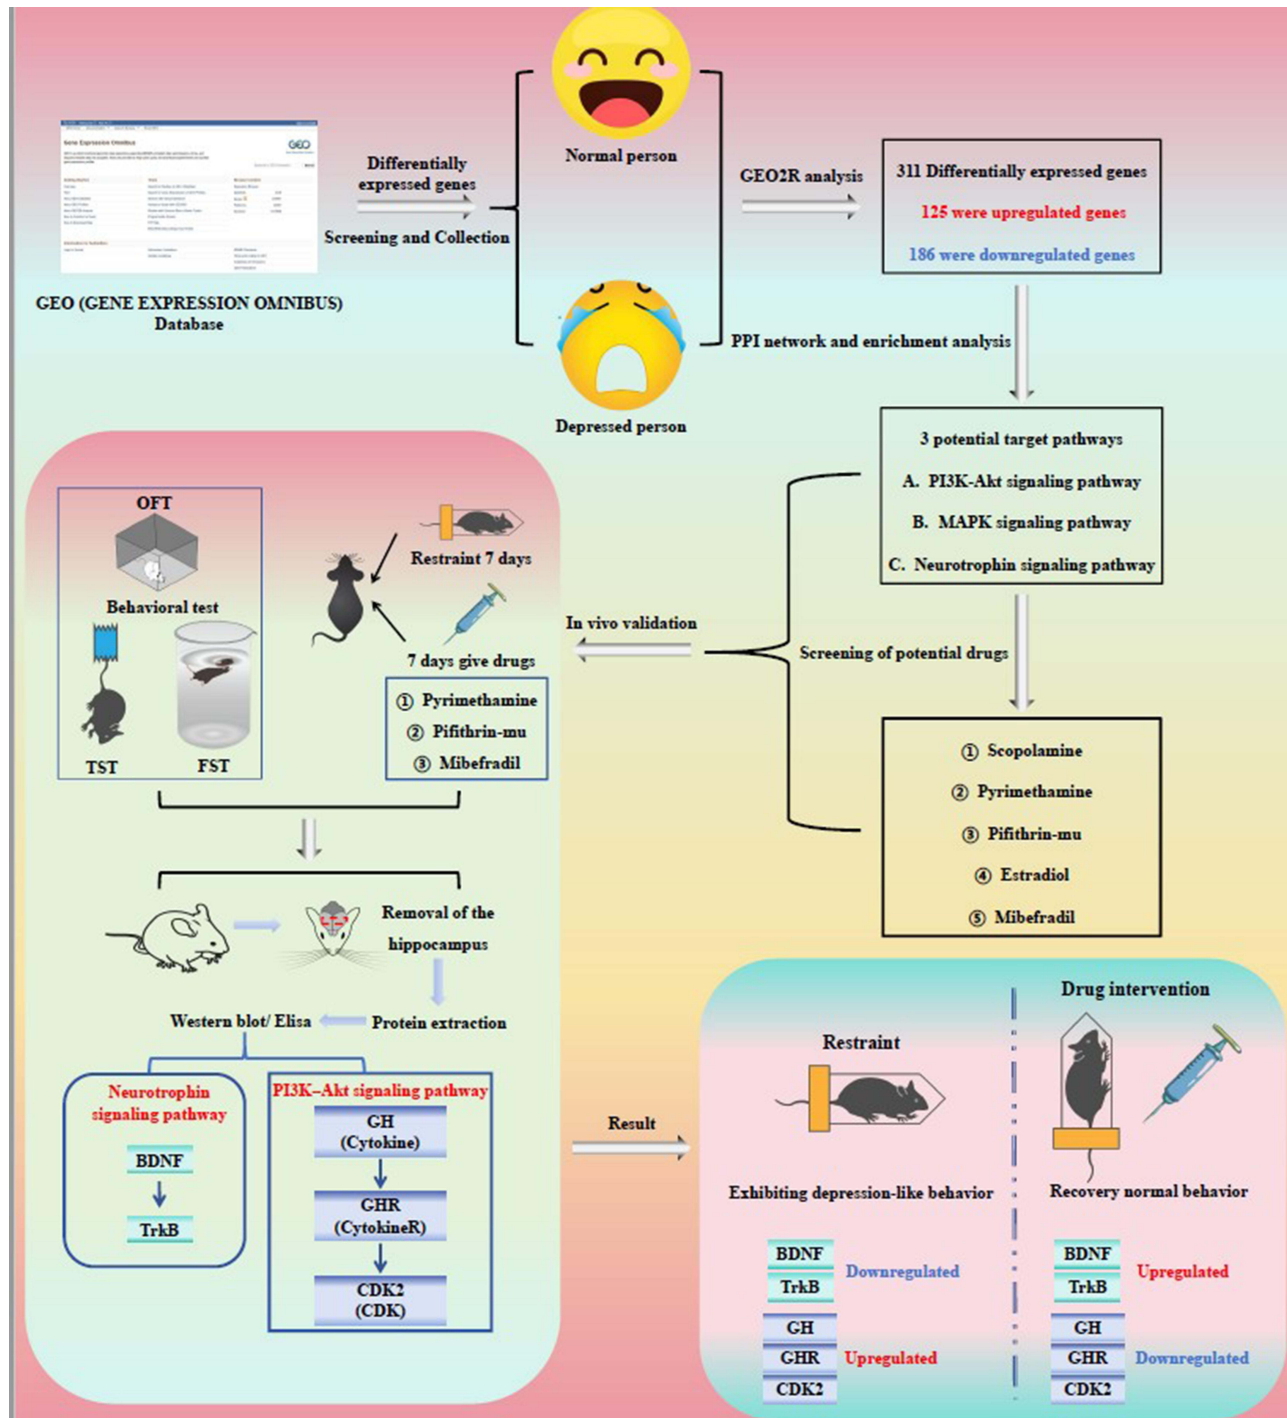 Gene Expression Omnibus
GEO
GEO (GENE EXPRESSION OMNIBUS)
Database
Differentially
expressed genes
Screening and Collection
Normal person
Depressed person
GEO2R analysis
311 Differentially expressed genes
125 were upregulated genes
186 were downregulated genes
PPI network and enrichment analysis
3 potential target pathways
A. PI3K-Akt signaling pathway
B. MAPK signaling pathway
C. Neurotrophin signaling pathway
Screening of potential drugs
① Scopolamine
② Pyrimethamine
③ Pifithrin-mu
④ Estradiol
⑤ Mibefradil
In vivo validation
OFT
Behavioral test
TST
FST
Restraint 7 days
7 days give drugs
① Pyrimethamine
② Pifithrin-mu
③ Mibefradil
Removal of the
hippocampus
Protein extraction
Western blot/ Elisa
Neurotrophin
signaling pathway
BDNF
TrkB
PI3K–Akt signaling pathway
GH
(Cytokine)
GHR
(CytokineR)
CDK2
(CDK)
Result
Restraint
Exhibiting depression-like behavior
BDNF
TrkB
Downregulated
GH
GHR
CDK2
Upregulated
Drug intervention
Recovery normal behavior
BDNF
TrkB
Upregulated
GH
GHR
CDK2
Downregulated